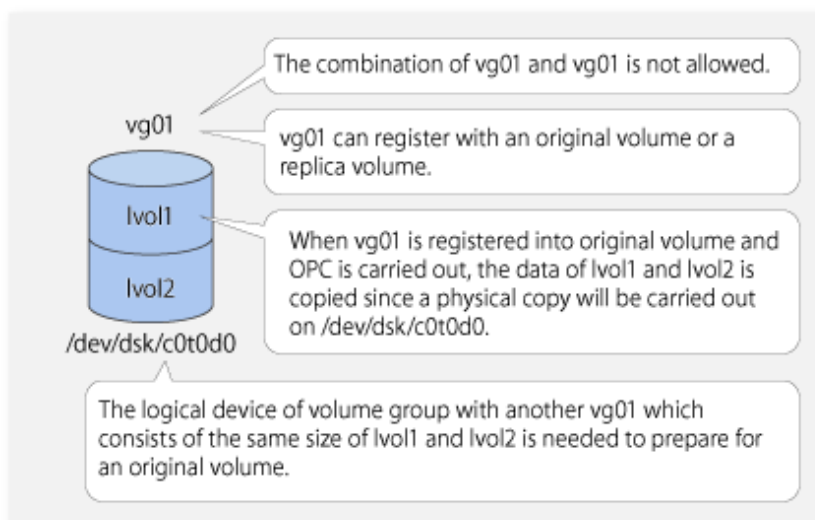 The combination of vg01 and vg01 is not allowed.
vg01
vg01 can register with an original volume or a
replica volume.
lvol1
When vg01 is registered into original volume and
OPC is carried out, the data of lvol1 and lvol2 is
copied since a physical copy will be carried out
on /dev/dsk/c0t0d0.
lvol2
/dev/dsk/c0t0d0
The logical device of volume group with another vg01 which
consists of the same size of lvol1 and lvol2 is needed to prepare for
an original volume.